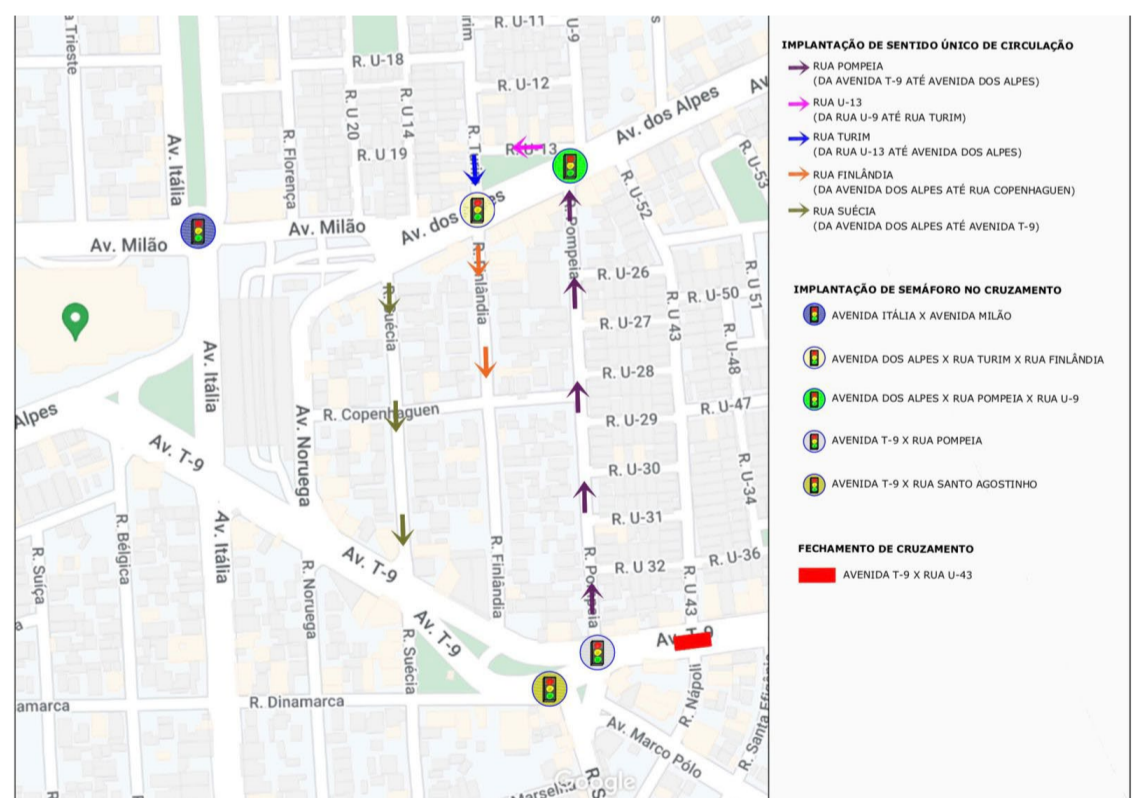 a Trieste
Av. Itália
R. Florença
R. U-18
R. U 20
R. U 14
R. U 19
R. U-11
U-9
R. U-12
R. U-13
Av. dos Alpes
Av
R. U-52
R. U-53
Av. Milão
Av. Milão
Av. dos Alpes
R. Finlândia
R. Pompeia
R. Suécia
R. U-26
R. U-27
R. U-28
R. U-29
R. U-30
R. U-31
R. U 32
R. U 43
R. U-50
R. U 51
R. U-48
R. U-47
R. U-34
R. U-36
R. U 43
Av. Itália
Alpes
Av. T-9
Av. Noruega
R. Copenhaguen
R. Suíça
R. Bélgica
Av. Itália
R. Noruega
Av. T-9
R. Finlândia
R. Pompeia
Av. T-9
R. Suécia
Av. T-9
R. Nápoli
R. Santa Efigenia
amarca
R. Dinamarca
Av. Marco Pólo
Marselha
R. S
Google
IMPLANTAÇÃO DE SENTIDO ÚNICO DE CIRCULAÇÃO
RUA POMPEIA
(DA AVENIDA T-9 ATÉ AVENIDA DOS ALPES)
RUA U-13
(DA RUA U-9 ATÉ RUA TURIM)
RUA TURIM
(DA RUA U-13 ATÉ AVENIDA DOS ALPES)
RUA FINLÂNDIA
(DA AVENIDA DOS ALPES ATÉ RUA COPENHAGUEN)
RUA SUÉCIA
(DA AVENIDA DOS ALPES ATÉ AVENIDA T-9)
IMPLANTAÇÃO DE SEMÁFORO NO CRUZAMENTO
AVENIDA ITÁLIA X AVENIDA MILÃO
AVENIDA DOS ALPES X RUA TURIM X RUA FINLÂNDIA
AVENIDA DOS ALPES X RUA POMPEIA X RUA U-9
AVENIDA T-9 X RUA POMPEIA
AVENIDA T-9 X RUA SANTO AGOSTINHO
FECHAMENTO DE CRUZAMENTO
AVENIDA T-9 X RUA U-43